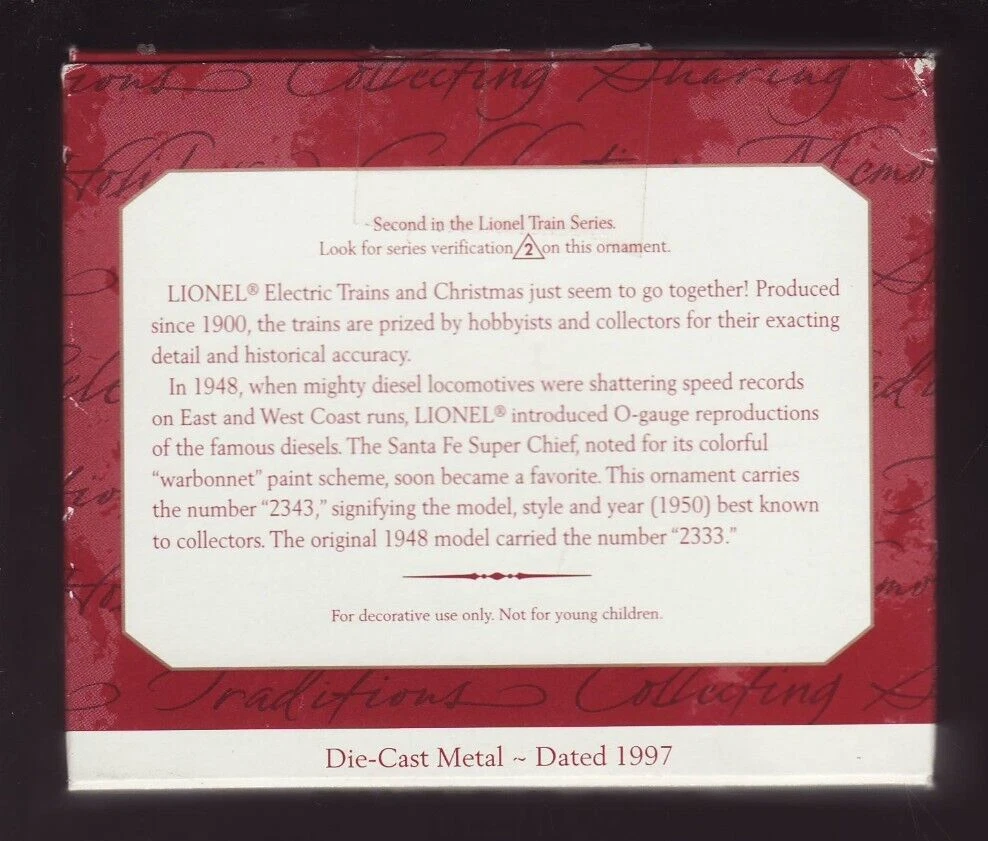 Collecting Sharing
Second in the Lionel Train Series.
Look for series verification 2 on this ornament.
LIONEL® Electric Trains and Christmas just seem to go together! Produced
since 1900, the trains are prized by hobbyists and collectors for their exacting
detail and historical accuracy.
In 1948, when mighty diesel locomotives were shattering speed records
on East and West Coast runs, LIONEL® introduced O-gauge reproductions
of the famous diesels. The Santa Fe Super Chief, noted for its colorful
“warbonnet” paint scheme, soon became a favorite. This ornament carries
the number “2343,” signifying the model, style and year (1950) best known
to collectors. The original 1948 model carried the number “2333.”
For decorative use only. Not for young children.
Traditions Collecting
Die-Cast Metal ~ Dated 1997